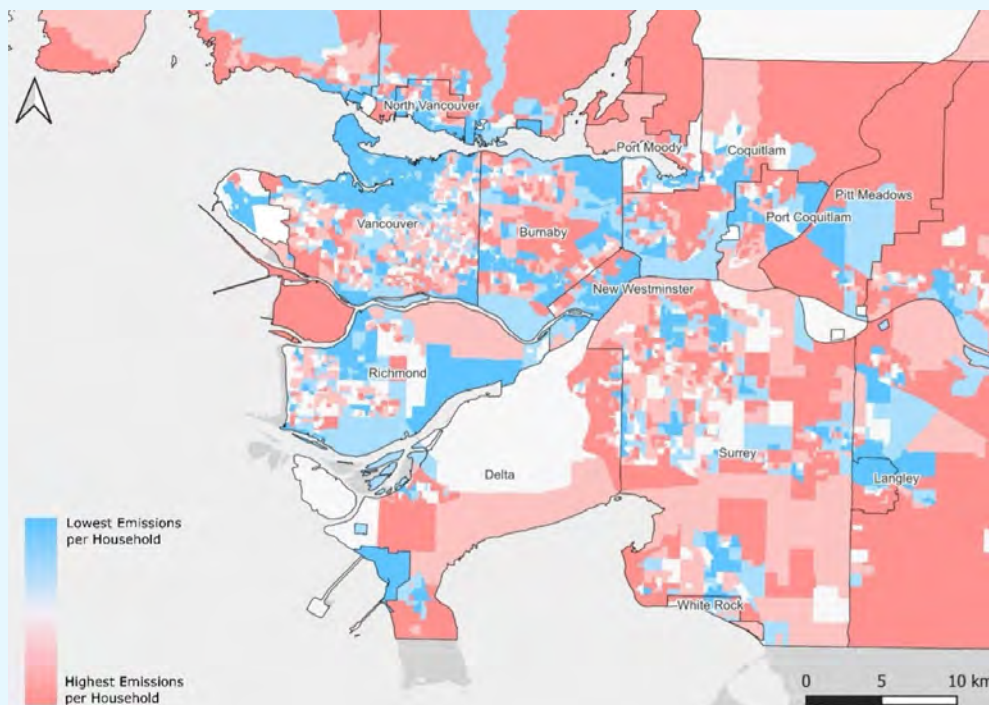 North Vancouver
Port Moody
Coquitlam
Pitt Meadows
Port Coquitlam
Vancouver
Burnaby
New Westminster
Richmond
Delta
Surrey
Langley
White Rock
Lowest Emissions
per Household
Highest Emissions
per Household
0 5 10 km